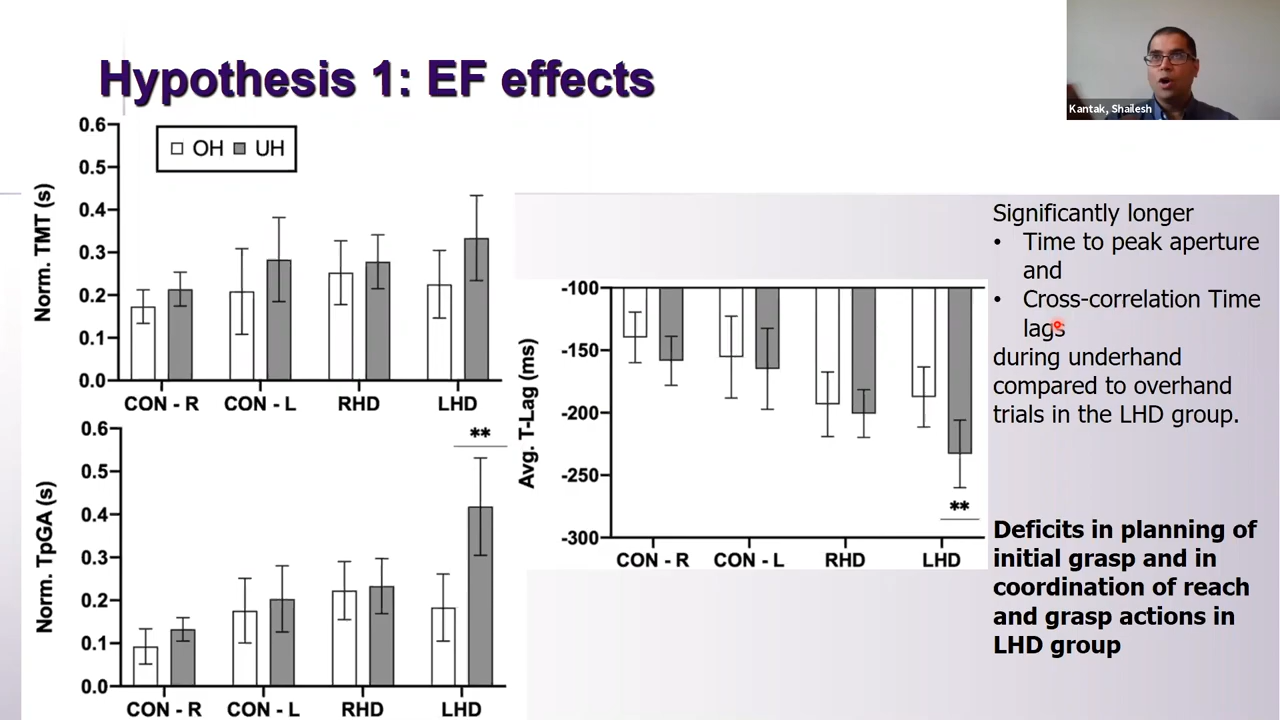 Hypothesis 1: EF effects
Kantak, Shailesh
Norm. TMT (s)
0.6
0.5
0.4
0.3
0.2
0.1
0.0
OH UH
CON - R CON - L RHD LHD
Norm. TpGA (s)
0.6
0.5
0.4
0.3
0.2
0.1
0.0
**
CON - R CON - L RHD LHD
Avg. T-Lag (ms)
-100
-150
-200
-250
-300
**
CON - R CON - L RHD LHD
Significantly longer
• Time to peak aperture
and
• Cross-correlation Time
lags
during underhand
compared to overhand
trials in the LHD group.
Deficits in planning of
initial grasp and in
coordination of reach
and grasp actions in
LHD group